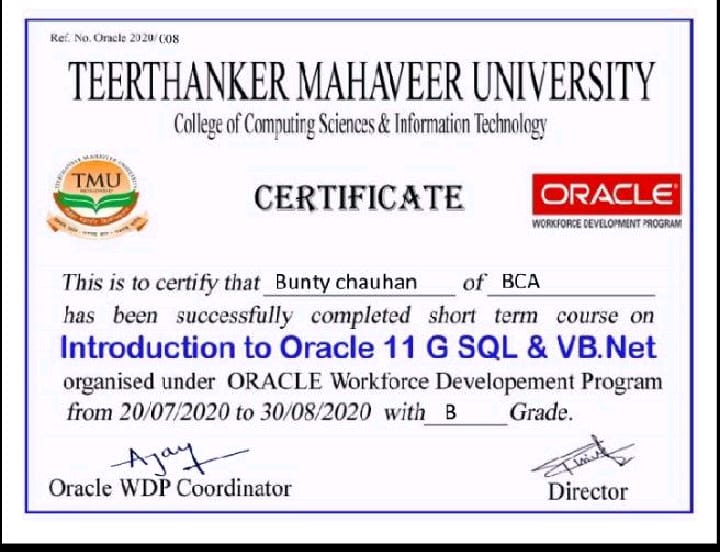 Ref. No. Oracle 2020/C08
TEERTHANKER MAHAVEER UNIVERSITY
College of Computing Sciences & Information Technology
TMU
CERTIFICATE
ORACLE
WORKFORCE DEVELOPMENT PROGRAM
This is to certify that Bunty chauhan of BCA
has been successfully completed short term course on
Introduction to Oracle 11 G SQL & VB.Net
organised under ORACLE Workforce Developement Program
from 20/07/2020 to 30/08/2020 with B Grade.
Ajay
Oracle WDP Coordinator
Director